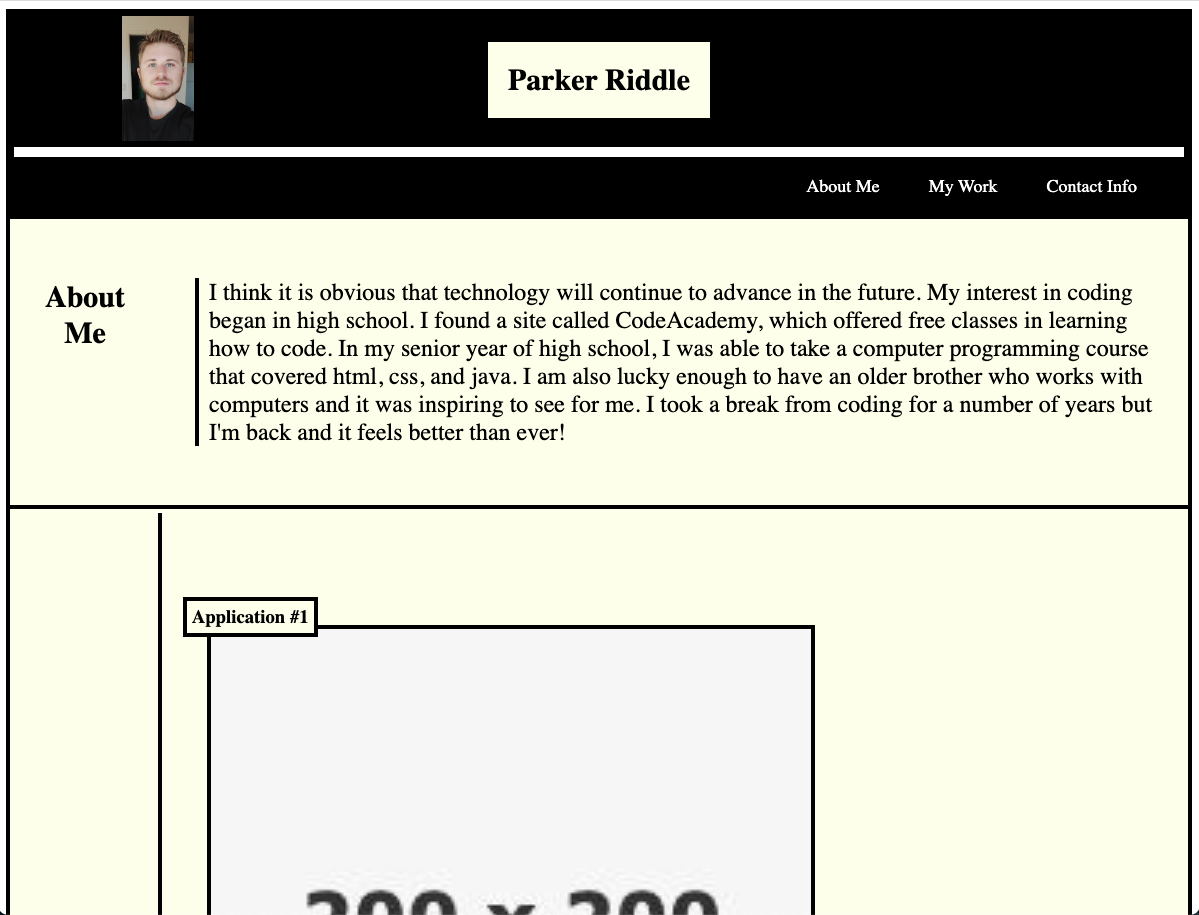 Parker Riddle
About Me My Work Contact Info
About
Me
I think it is obvious that technology will continue to advance in the future. My interest in coding
began in high school. I found a site called CodeAcademy, which offered free classes in learning
how to code. In my senior year of high school, I was able to take a computer programming course
that covered html, css, and java. I am also lucky enough to have an older brother who works with
computers and it was inspiring to see for me. I took a break from coding for a number of years but
I'm back and it feels better than ever!
Application #1
200 x 200